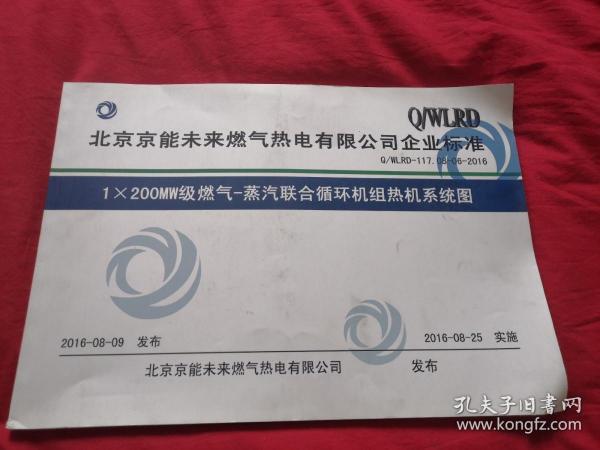 Q/WLRD
北京京能未来燃气热电有限公司企业标准
Q/WLRD-117.08-06-2016
1×200MW级燃气-蒸汽联合循环机组热机系统图
2016-08-09 发布
2016-08-25 实施
北京京能未来燃气热电有限公司 发布
孔夫子旧书网
www.kongfz.com